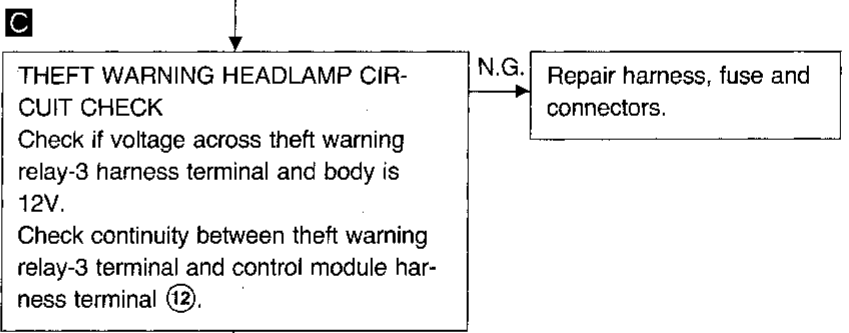 C
THEFT WARNING HEADLAMP CIR-
CUIT CHECK
Check if voltage across theft warning
relay-3 harness terminal and body is
12V.
Check continuity between theft warning
relay-3 terminal and control module har-
ness terminal ⑫.
N.G.
Repair harness, fuse and
connectors.